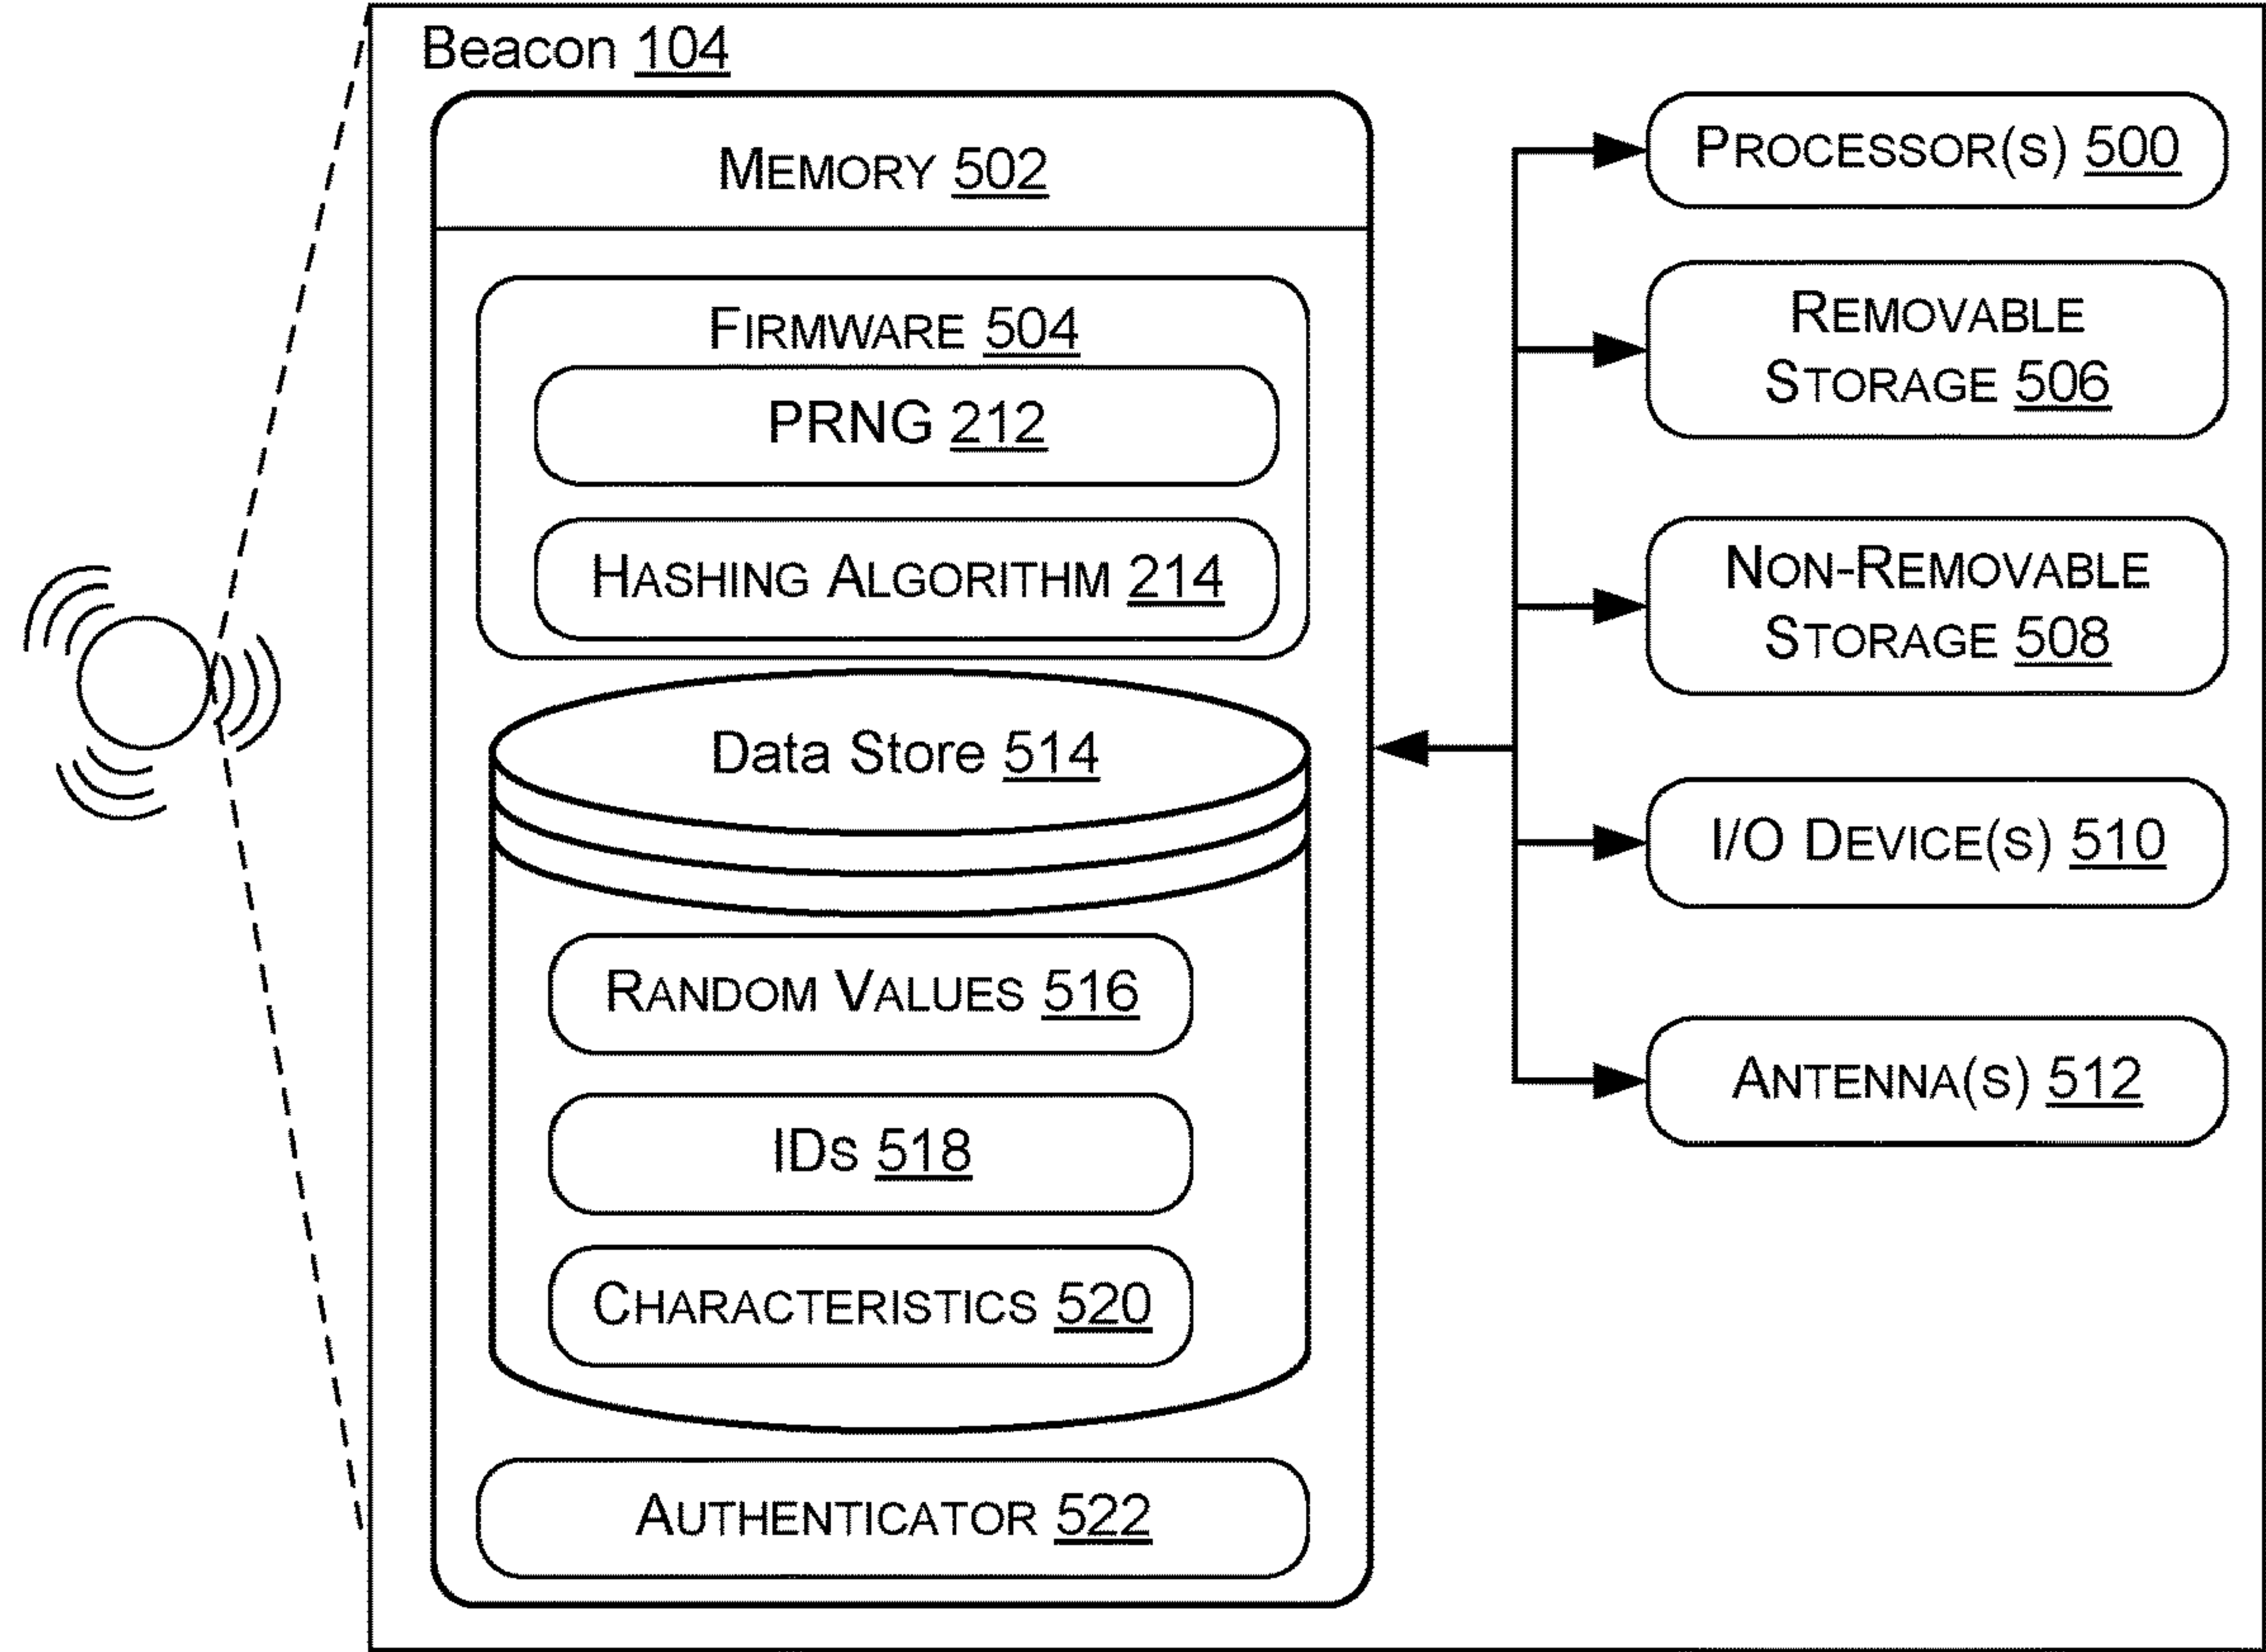 Beacon 104
MEMORY 502
FIRMWARE 504
PRNG 212
HASHING ALGORITHM 214
Data Store 514
RANDOM VALUES 516
IDS 518
CHARACTERISTICS 520
AUTHENTICATOR 522
PROCESSOR(S) 500
REMOVABLE
STORAGE 506
NON-REMOVABLE
STORAGE 508
I/O DEVICE(S) 510
ANTENNA(S) 512